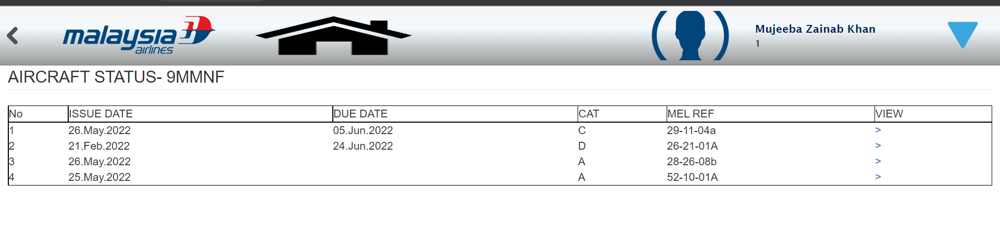 malaysia
airlines
Mujeeba Zainab Khan
1
AIRCRAFT STATUS- 9MMNF
No ISSUE DATE DUE DATE CAT MEL REF VIEW
1 26.May.2022 05.Jun.2022 C 29-11-04a >
2 21.Feb.2022 24.Jun.2022 D 26-21-01A >
3 26.May.2022 A 28-26-08b >
4 25.May.2022 A 52-10-01A >